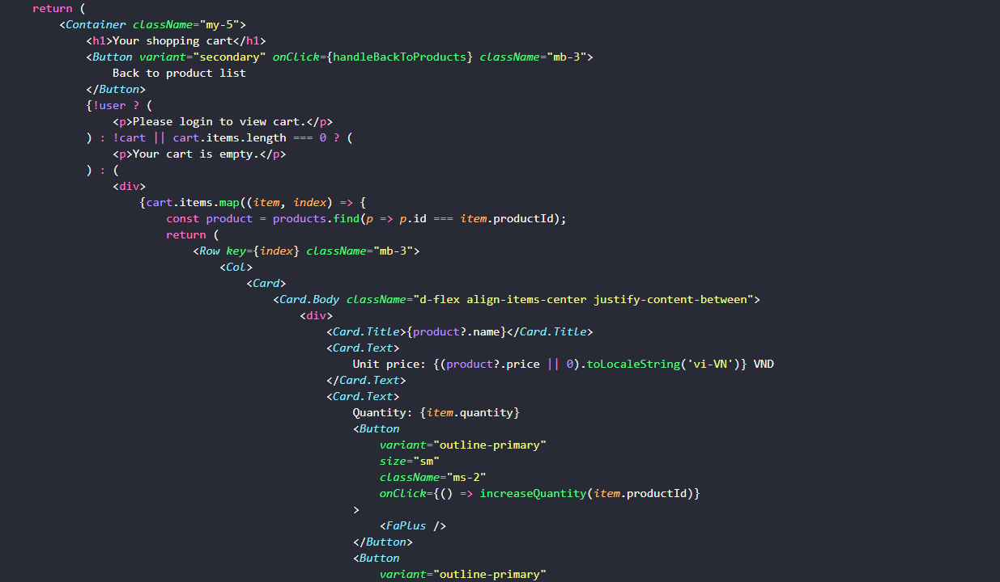 return (
<Container className="my-5">
<h1>Your shopping cart</h1>
<Button variant="secondary" onClick={handleBackToProducts} className="mb-3">
Back to product list
</Button>
{!user ? (
<p>Please login to view cart.</p>
) : !cart || cart.items.length === 0 ? (
<p>Your cart is empty.</p>
) : (
<div>
{cart.items.map((item, index) => {
const product = products.find(p => p.id === item.productId);
return (
<Row key={index} className="mb-3">
<Col>
<Card>
<Card.Body className="d-flex align-items-center justify-content-between">
<div>
<Card.Title>{product?.name}</Card.Title>
<Card.Text>
Unit price: {(product?.price || 0).toLocaleString('vi-VN')} VND
</Card.Text>
<Card.Text>
Quantity: {item.quantity}
<Button
variant="outline-primary"
size="sm"
className="ms-2"
onClick={() => increaseQuantity(item.productId)}
>
<FaPlus />
</Button>
<Button
variant="outline-primary"